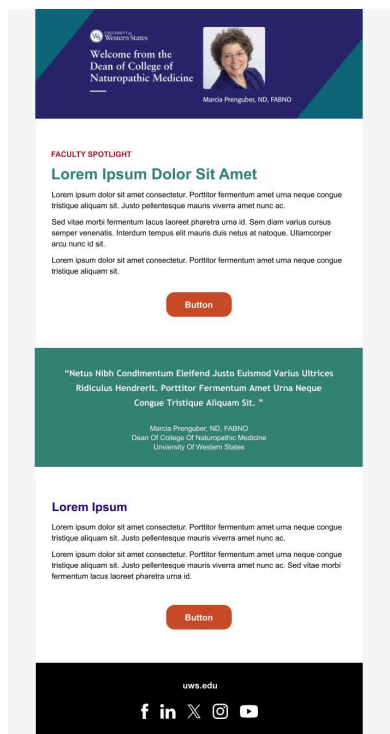 UNIVERSITY of
Western States
Welcome from the
Dean of College of
Naturopathic Medicine
Marcia Prenguber, ND, FABNO
FACULTY SPOTLIGHT
Lorem Ipsum Dolor Sit Amet
Lorem ipsum dolor sit amet consectetur. Porttitor fermentum amet urna neque congue
tristique aliquam sit. Justo pellentesque mauris viverra amet nunc ac.
Sed vitae morbi fermentum lacus laoreet pharetra urna id. Sem diam varius cursus
semper venenatis. Interdum tempus elit mauris duis netus at natoque. Ullamcorper
arcu nunc id sit.
Lorem ipsum dolor sit amet consectetur. Porttitor fermentum amet urna neque congue
tristique aliquam sit.
Button
“Netus Nibh Condimentum Eleifend Justo Euismod Varius Ultrices
Ridiculus Hendrerit. Porttitor Fermentum Amet Urna Neque
Congue Tristique Aliquam Sit. ”
Marcia Prenguber, ND, FABNO
Dean Of College Of Naturopathic Medicine
Unviersity Of Western States
Lorem Ipsum
Lorem ipsum dolor sit amet consectetur. Porttitor fermentum amet urna neque congue
tristique aliquam sit. Justo pellentesque mauris viverra amet nunc ac.
Lorem ipsum dolor sit amet consectetur. Porttitor fermentum amet urna neque congue
tristique aliquam sit. Justo pellentesque mauris viverra amet nunc ac. Sed vitae morbi
fermentum lacus laoreet pharetra urna id.
Button
uws.edu